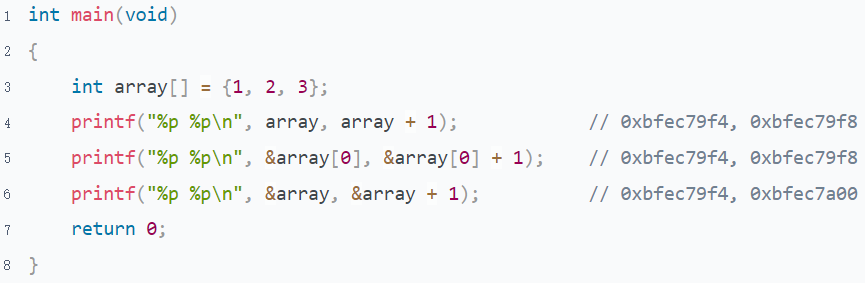 1 int main(void)
2 {
3     int array[] = {1, 2, 3};
4     printf("%p %p\n", array, array + 1);            // 0xbfec79f4, 0xbfec79f8
5     printf("%p %p\n", &array[0], &array[0] + 1);    // 0xbfec79f4, 0xbfec79f8
6     printf("%p %p\n", &array, &array + 1);          // 0xbfec79f4, 0xbfec7a00
7     return 0;
8 }